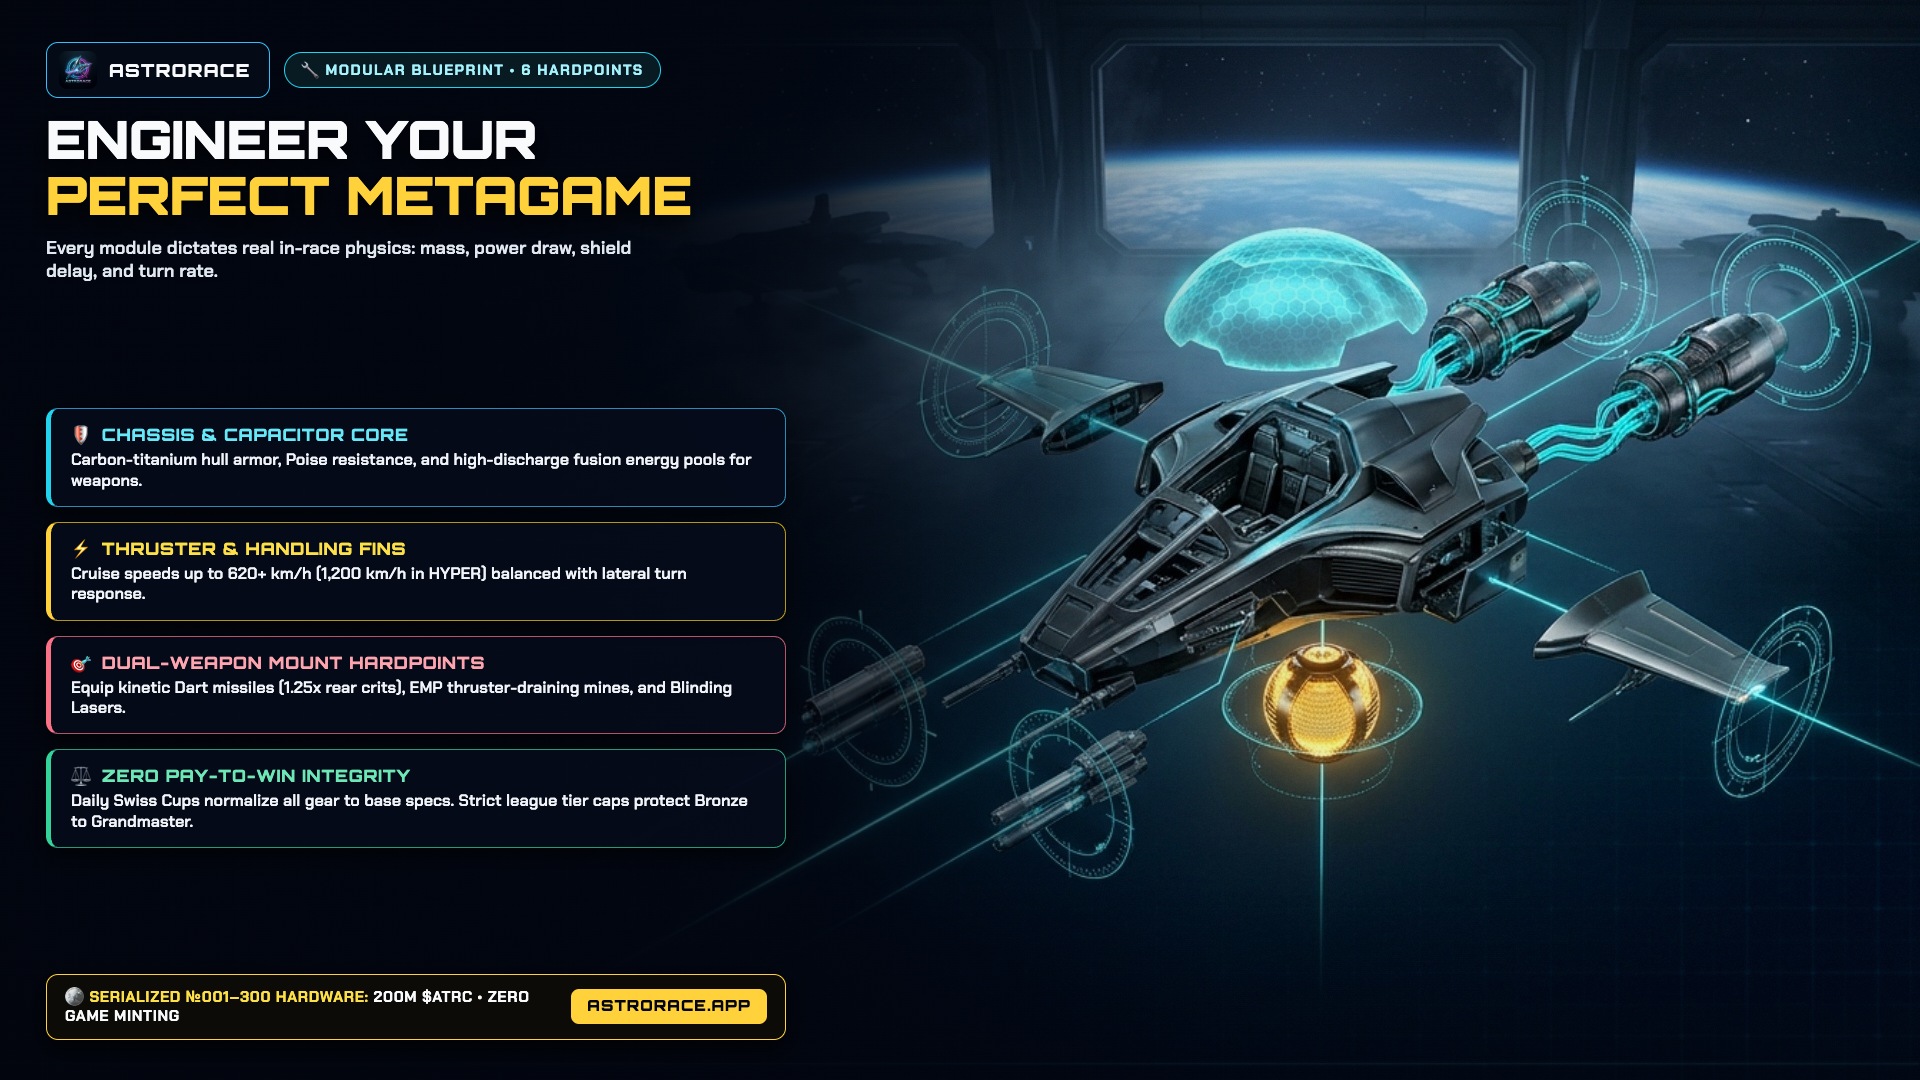 ASTRORACE
MODULAR BLUEPRINT • 6 HARDPOINTS
ENGINEER YOUR
PERFECT METAGAME
Every module dictates real in-race physics: mass, power draw, shield
delay, and turn rate.
CHASSIS & CAPACITOR CORE
Carbon-titanium hull armor, Poise resistance, and high-discharge fusion energy pools for
weapons.
THRUSTER & HANDLING FINS
Cruise speeds up to 620+ km/h (1,200 km/h in HYPER) balanced with lateral turn
response.
DUAL-WEAPON MOUNT HARDPOINTS
Equip kinetic Dart missiles (1.25x rear crits), EMP thruster-draining mines, and Blinding
Lasers.
ZERO PAY-TO-WIN INTEGRITY
Daily Swiss Cups normalize all gear to base specs. Strict league tier caps protect Bronze
to Grandmaster.
SERIALIZED №001–300 HARDWARE: 200M $ATRC • ZERO
GAME MINTING
ASTRORACE.APP